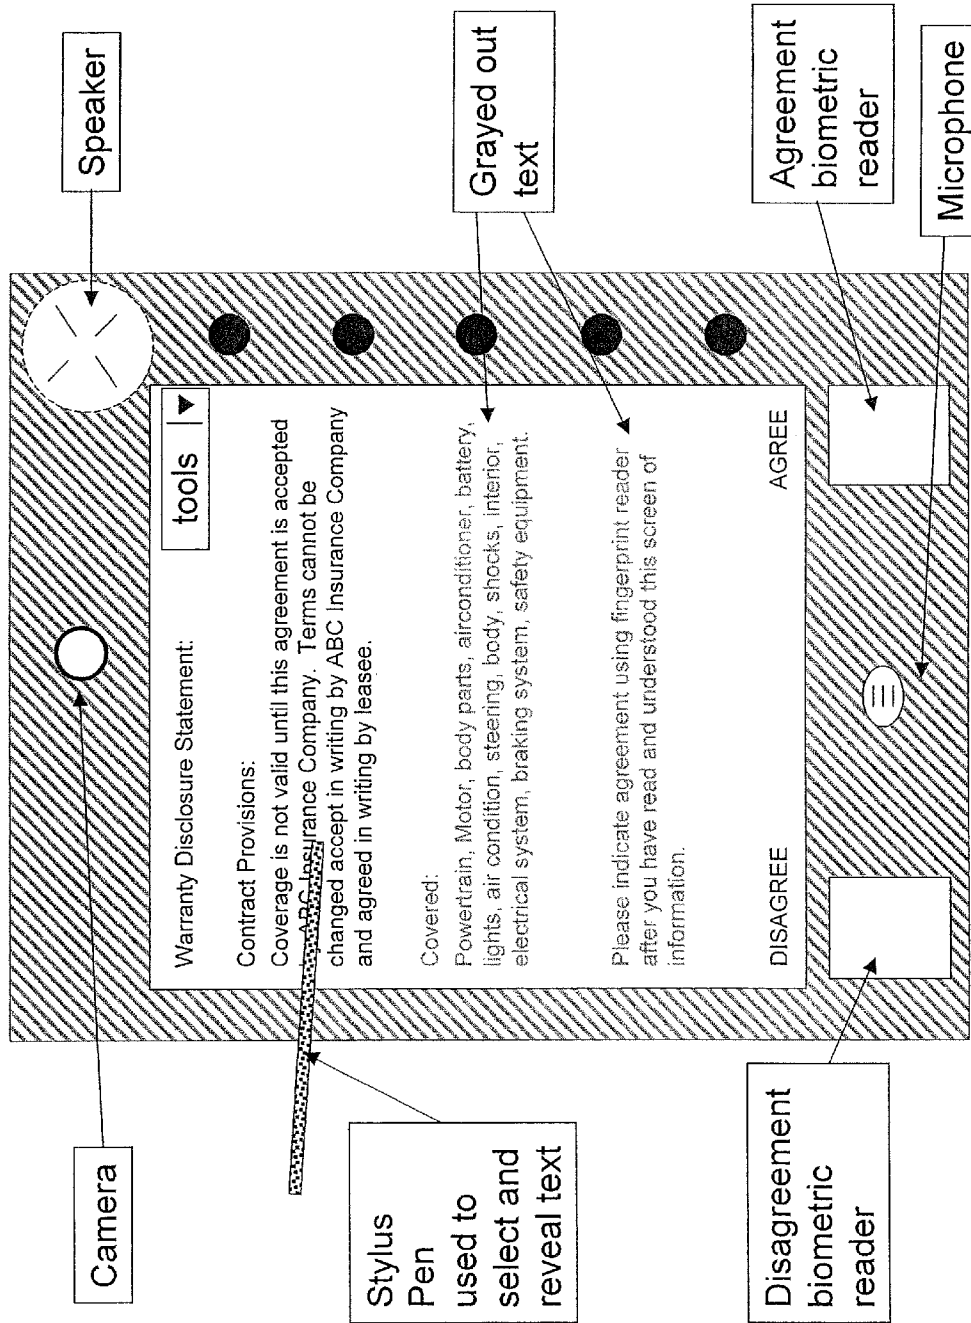 Camera
Speaker
Stylus
Pen
used to
select and
reveal text
Warranty Disclosure Statement:
tools
Contract Provisions:
Coverage is not valid until this agreement is accepted
ABC Insurance Company. Terms cannot be
changed accept in writing by ABC Insurance Company
and agreed in writing by leasee.
Covered:
Powertrain, Motor, body parts, airconditioner, battery,
lights, air condition, steering, body, shocks, interior,
electrical system, braking system, safety equipment.
Grayed out
text
Please indicate agreement using fingerprint reader
after you have read and understood this screen of
information.
DISAGREE
AGREE
Disagreement
biometric
reader
Agreement
biometric
reader
Microphone